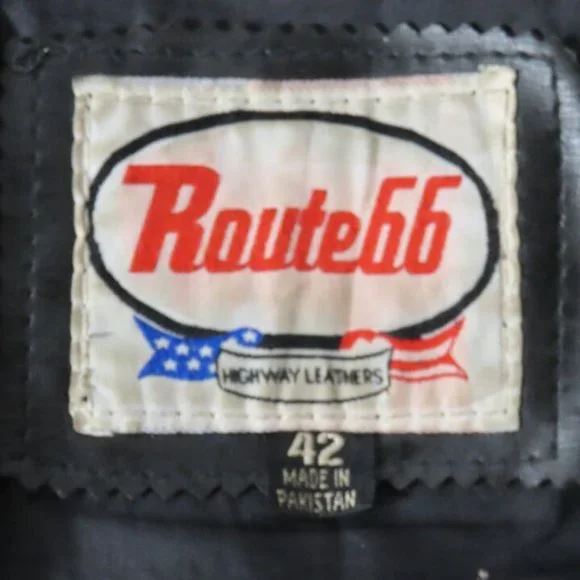 Route66
HIGHWAY LEATHERS
42
MADE IN
PAKISTAN